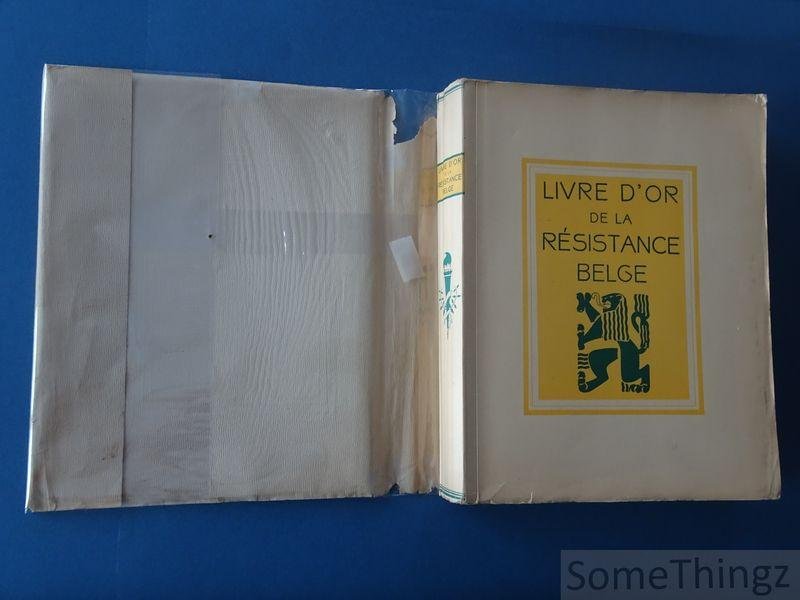 LIVRE D'OR
DE LA
RÉSISTANCE
BELGE
LIVRE D'OR
DE LA
RÉSISTANCE
BELGE
SomeThingz